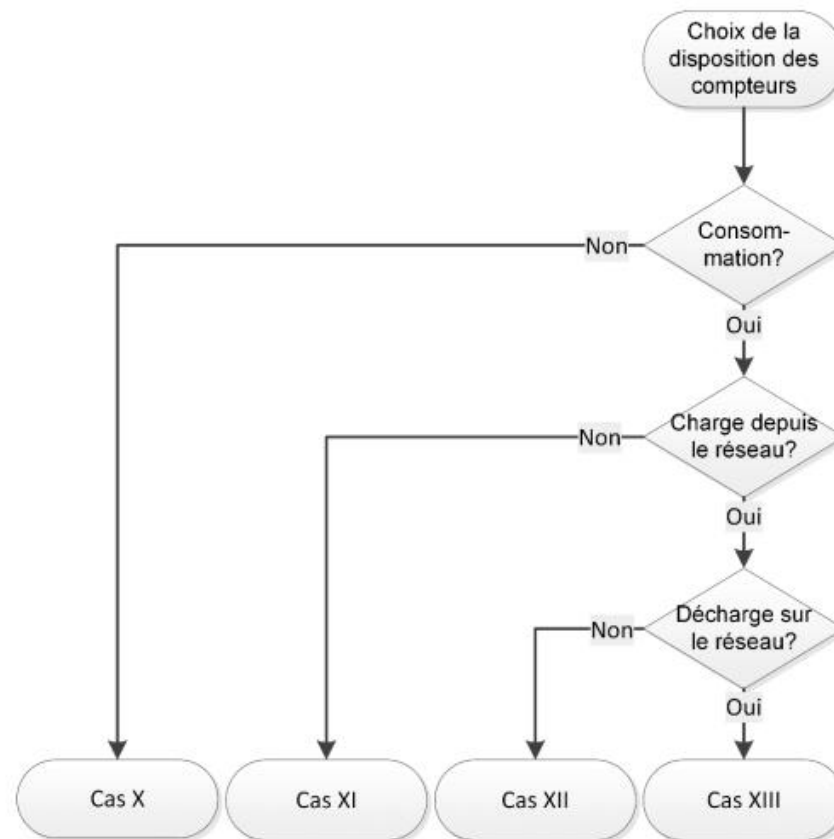 Choix de la
disposition des
compteurs
Consom-
mation?
Non
Oui
Charge depuis
le réseau?
Non
Oui
Décharge sur
le réseau?
Non
Oui
Cas X
Cas XI
Cas XII
Cas XIII